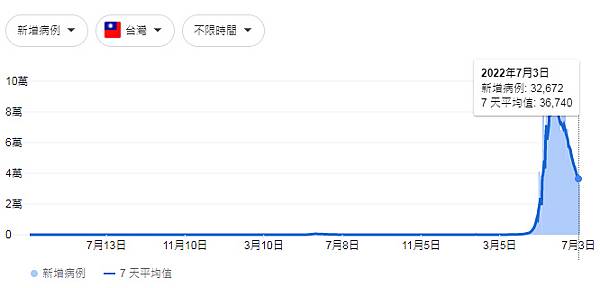 新增病例
台灣
不限時間
10萬
8萬
6萬
4萬
2萬
0
2022年7月3日
新增病例: 32,672
7 天平均值: 36,740
7月13日 11月10日 3月10日 7月8日 11月5日 3月5日 7月3日
新增病例 7 天平均值